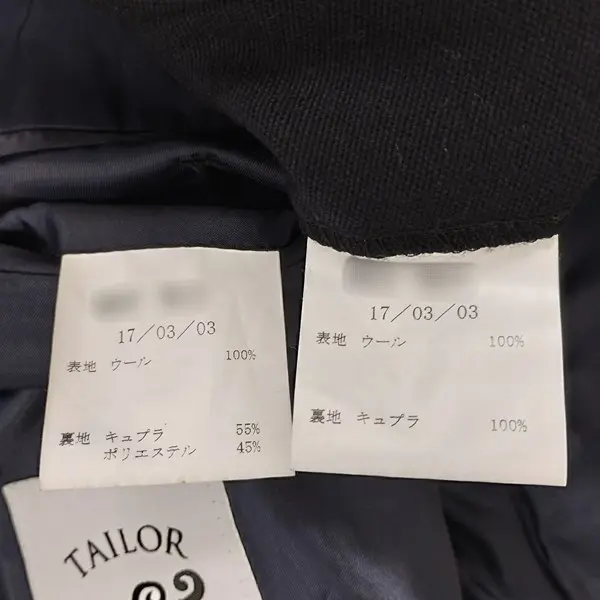 17/03/03
表地 ウール 100%
裏地 キュプラ 55%
ポリエステル 45%
17/03/03
表地 ウール 100%
裏地 キュプラ 100%
TAILOR